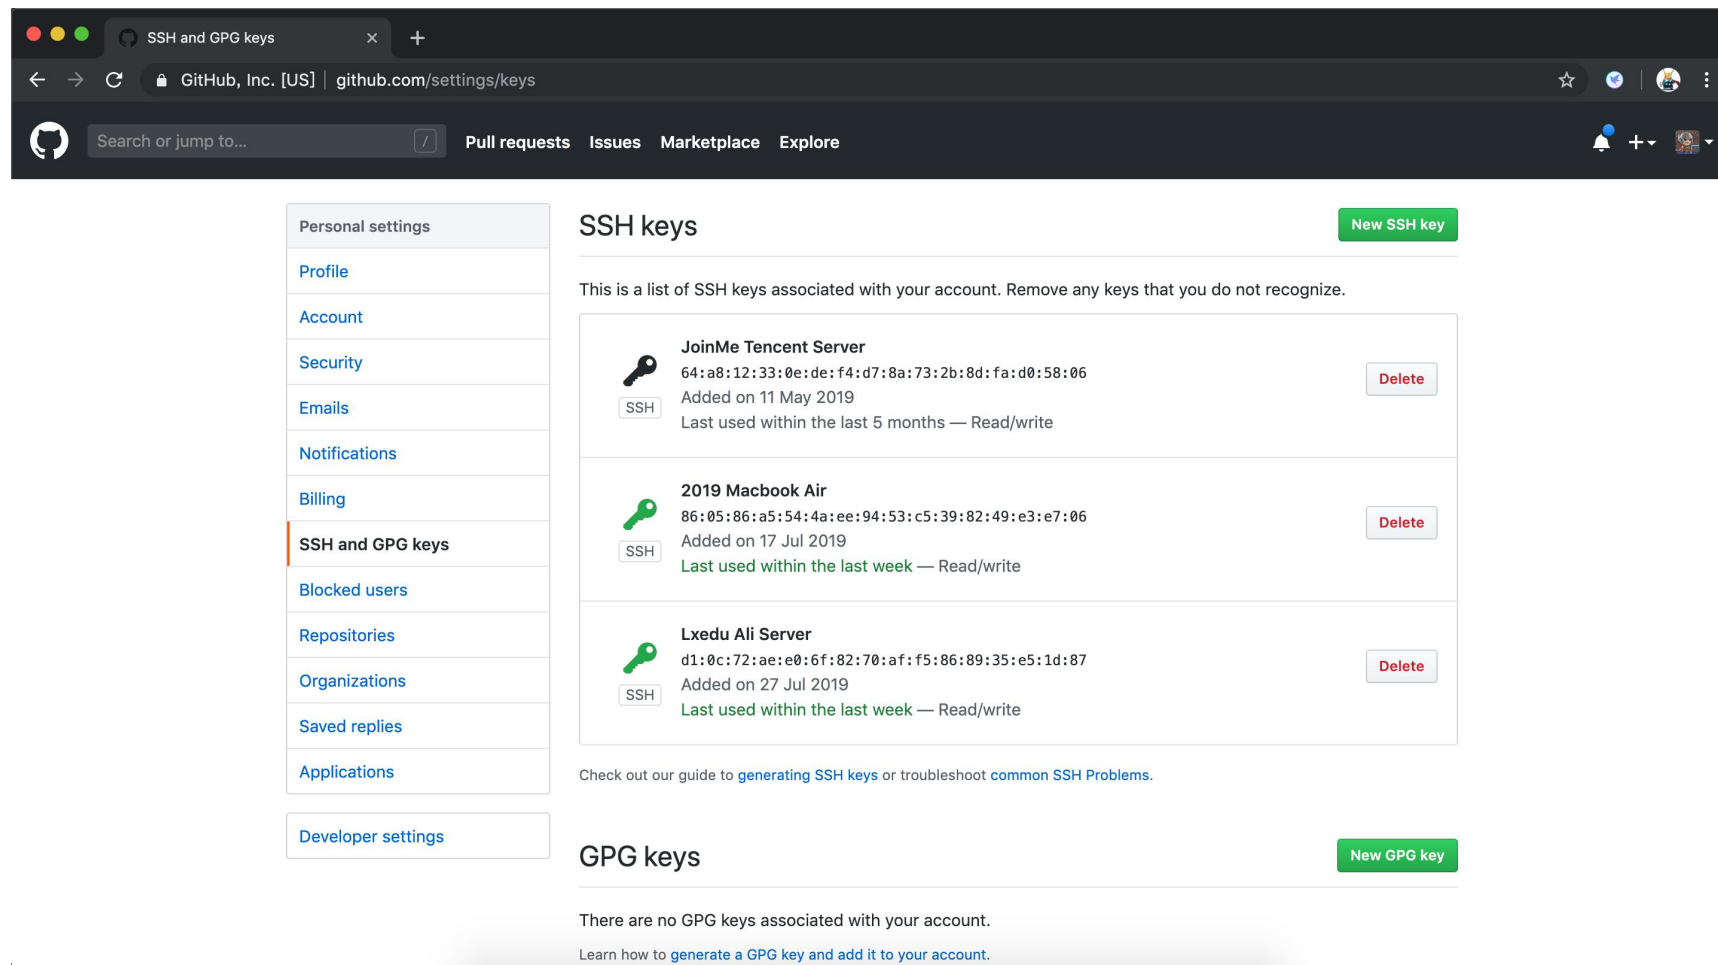 SSH and GPG keys
GitHub, Inc. [US] | github.com/settings/keys
Search or jump to... /
Pull requests Issues Marketplace Explore
Personal settings
Profile
Account
Security
Emails
Notifications
Billing
SSH and GPG keys
Blocked users
Repositories
Organizations
Saved replies
Applications
Developer settings
SSH keys
New SSH key
This is a list of SSH keys associated with your account. Remove any keys that you do not recognize.
JoinMe Tencent Server
64:a8:12:33:0e:de:f4:d7:8a:73:2b:8d:fa:d0:58:06
Added on 11 May 2019
Last used within the last 5 months — Read/write
SSH
Delete
2019 Macbook Air
86:05:86:a5:54:4a:ee:94:53:c5:39:82:49:e3:e7:06
Added on 17 Jul 2019
Last used within the last week — Read/write
SSH
Delete
Lxedu Ali Server
d1:0c:72:ae:e0:6f:82:70:af:f5:86:89:35:e5:1d:87
Added on 27 Jul 2019
Last used within the last week — Read/write
SSH
Delete
Check out our guide to generating SSH keys or troubleshoot common SSH Problems.
GPG keys
New GPG key
There are no GPG keys associated with your account.
Learn how to generate a GPG key and add it to your account.